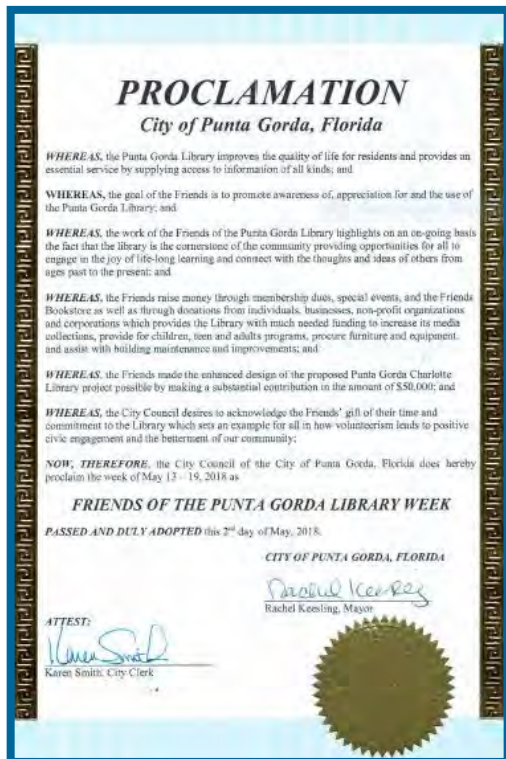 PROCLAMATION
City of Punta Gorda, Florida
WHEREAS, the Punta Gorda Library improves the quality of life for residents and provides an
essential service by supplying access to information of all kinds; and
WHEREAS, the goal of the Friends is to promote awareness of, appreciation for and the use of
the Punta Gorda Library; and
WHEREAS, the work of the Friends of the Punta Gorda Library highlights on an on-going basis
the fact that the library is the cornerstone of the community providing opportunities for all to
engage in the joy of life-long learning and connect with the thoughts and ideas of others from
ages past to the present; and
WHEREAS, the Friends raise money through membership dues, special events, and the Friends
Bookstore as well as through donations from individuals, businesses, non-profit organizations
and corporations which provides the Library with much needed funding to increase its media
collections, provide for children, teen and adults programs, procure furniture and equipment,
and assist with building maintenance and improvements; and
WHEREAS, the Friends made the enhanced design of the proposed Punta Gorda Charlotte
Library project possible by making a substantial contribution in the amount of $50,000; and
WHEREAS, the City Council desires to acknowledge the Friends' gift of their time and
commitment to the Library which sets an example for all in how volunteerism leads to positive
civic engagement and the betterment of our community;
NOW, THEREFORE, the City Council of the City of Punta Gorda, Florida does hereby
proclaim the week of May 13 – 19, 2018 as
FRIENDS OF THE PUNTA GORDA LIBRARY WEEK
PASSED AND DULY ADOPTED this 2nd day of May, 2018.
CITY OF PUNTA GORDA, FLORIDA
Rachel Keesling
Rachel Keesling, Mayor
ATTEST:
Karen Smith
Karen Smith, City Clerk